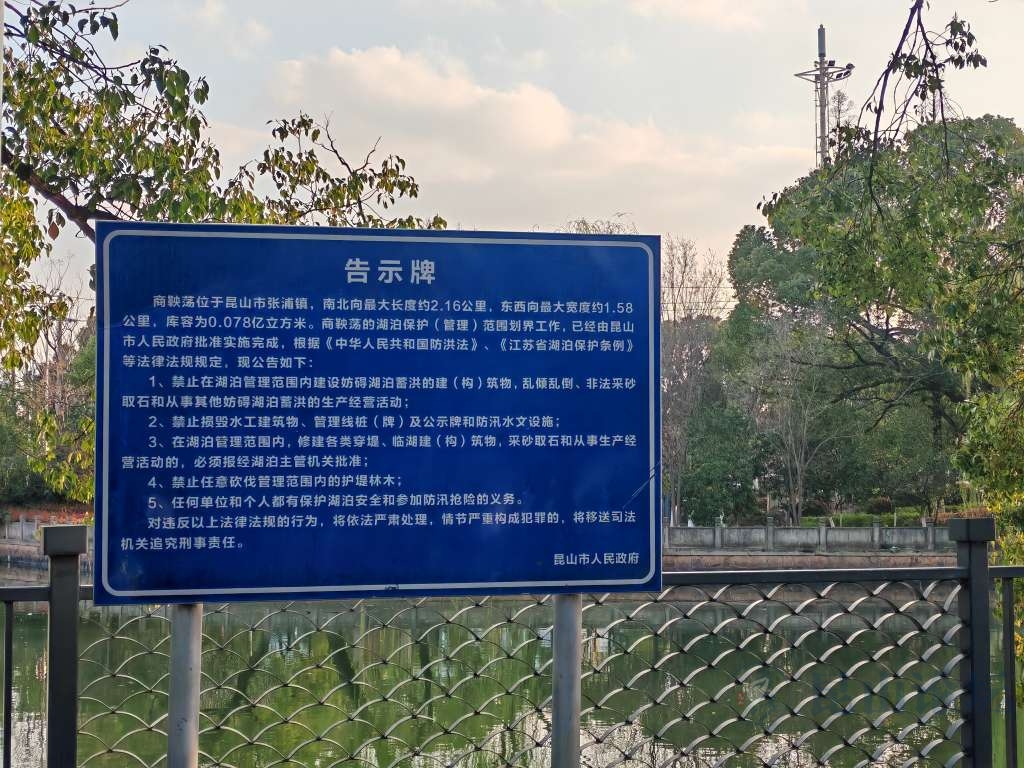 告示牌
商鞅荡位于昆山市张浦镇，南北向最大长度约2.16公里，东西向最大宽度约1.58
公里，库容为0.078亿立方米。商鞅荡的湖泊保护（管理）范围划界工作，已经由昆山
市人民政府批准实施完成，根据《中华人民共和国防洪法》、《江苏省湖泊保护条例》
等法律法规规定，现公告如下：
1、禁止在湖泊管理范围内建设妨碍湖泊蓄洪的建（构）筑物，乱倾乱倒、非法采砂
取石和从事其他妨碍湖泊蓄洪的生产经营活动；
2、禁止损毁水工建筑物、管理线桩（牌）及公示牌和防汛水文设施；
3、在湖泊管理范围内，修建各类穿堤、临湖建（构）筑物，采砂取石和从事生产经
营活动的，必须报经湖泊主管机关批准；
4、禁止任意砍伐管理范围内的护堤林木；
5、任何单位和个人都有保护湖泊安全和参加防汛抢险的义务。
对违反以上法律法规的行为，将依法严肃处理，情节严重构成犯罪的，将移送司法
机关追究刑事责任。
昆山市人民政府